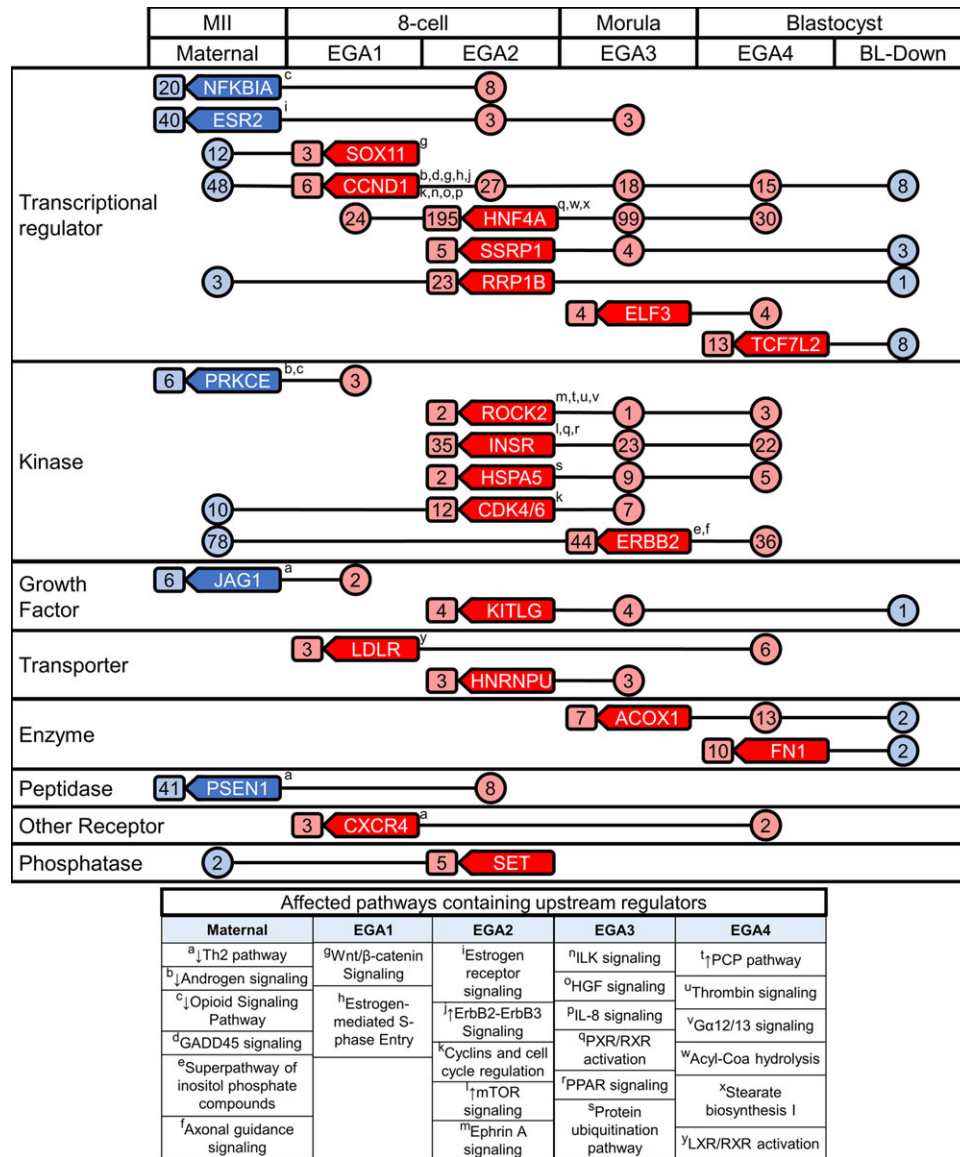 MII 8-cell Morula Blastocyst
Maternal EGA1 EGA2 EGA3 EGA4 BL-Down
Transcriptional
regulator
20 NFKBIA c 8
40 ESR2 i 3 3
12 3 SOX11 g
48 6 CCND1 b,d,g,h,j k,n,o,p 27 18 15 8
24 195 HNF4A q,w,x 99 30
5 SSRP1 4 3
3 23 RRP1B 1
4 ELF3 4
13 TCF7L2 8
Kinase
6 PRKCE b,c 3
2 ROCK2 m,t,u,v 1 3
35 INSR l,q,r 23 22
2 HSPA5 s 9 5
10 12 CDK4/6 k 7
78 44 ERBB2 e,f 36
Growth
Factor
6 JAG1 a 2
4 KITLG 4 1
Transporter
3 LDLR y 6
3 HNRNPU 3
Enzyme
7 ACOX1 13 2
10 FN1 2
Peptidase
41 PSEN1 a 8
Other Receptor
3 CXCR4 a 2
Phosphatase
2 5 SET
Affected pathways containing upstream regulators
Maternal
a↓Th2 pathway
b↓Androgen signaling
c↓Opioid Signaling
Pathway
dGADD45 signaling
eSuperpathway of
inositol phosphate
compounds
fAxonal guidance
signaling
EGA1
gWnt/β-catenin
Signaling
hEstrogen-
mediated S-
phase Entry
EGA2
iEstrogen
receptor
signaling
j↑ErbB2-ErbB3
Signaling
kCyclins and cell
cycle regulation
l↑mTOR
signaling
mEphrin A
signaling
EGA3
nILK signaling
oHGF signaling
pIL-8 signaling
qPXR/RXR
activation
rPPAR signaling
sProtein
ubiquitination
pathway
EGA4
t↑PCP pathway
uThrombin signaling
vGα12/13 signaling
wAcyl-Coa hydrolysis
xStearate
biosynthesis I
yLXR/RXR activation